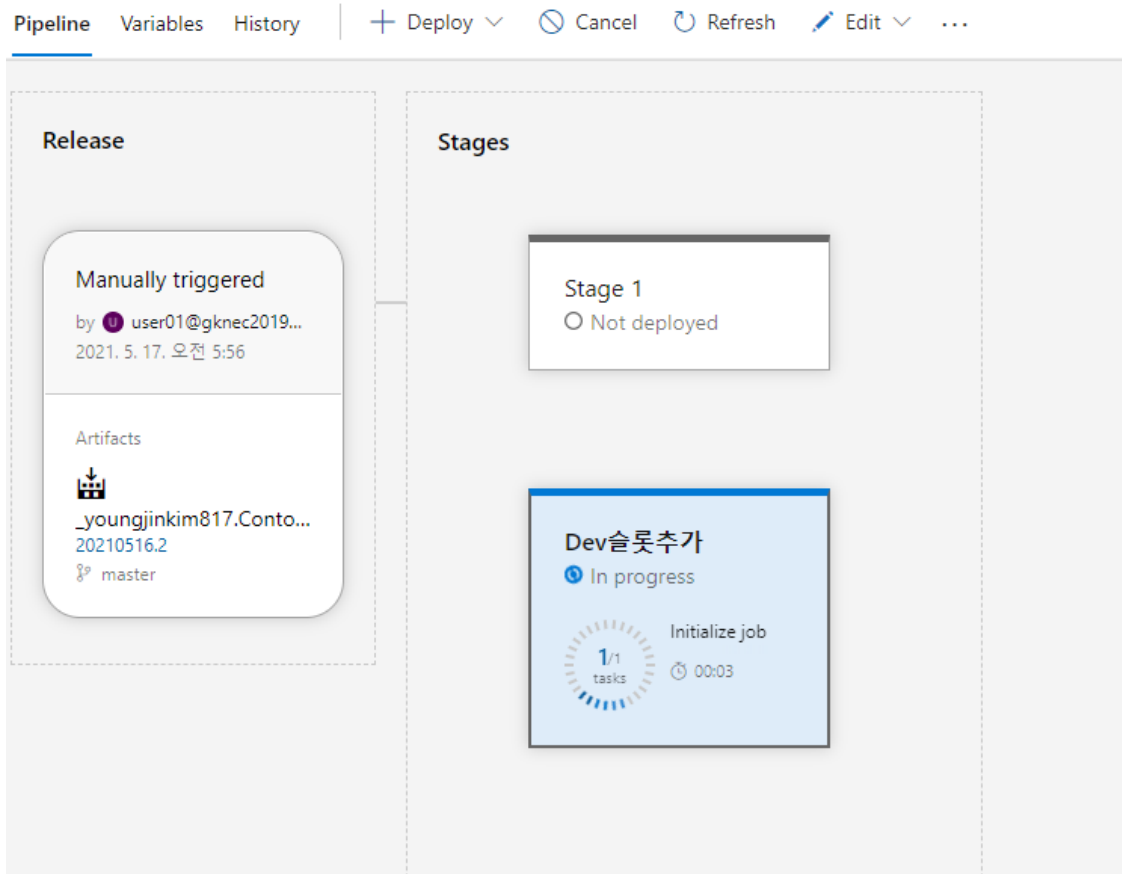 Pipeline Variables History Deploy Cancel Refresh Edit ...
Release
Manually triggered
by U user01@gknec2019...
2021. 5. 17. 오전 5:56
Artifacts
_youngjinkim817.Conto...
20210516.2
master
Stages
Stage 1
Not deployed
Dev슬롯추가
In progress
1/1
tasks
Initialize job
00:03